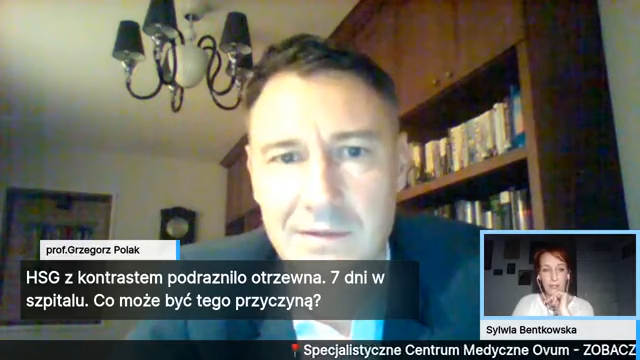 prof.Grzegorz Polak
HSG z kontrastem podraznilo otrzewna. 7 dni w
szpitalu. Co może być tego przyczyną?
Sylwia Bentkowska
Specjalistyczne Centrum Medyczne Ovum - ZOBACZ